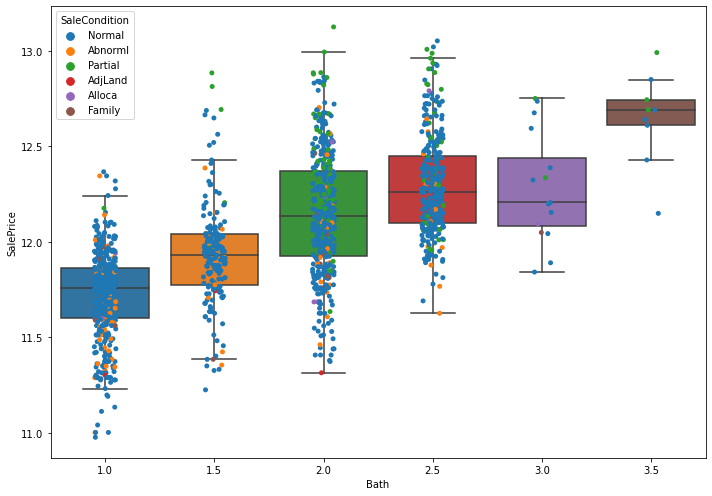 SaleCondition
Normal
Abnorml
Partial
AdjLand
Alloca
Family
13.0
12.5
12.0
11.5
11.0
SalePrice
1.0 1.5 2.0 2.5 3.0 3.5
Bath